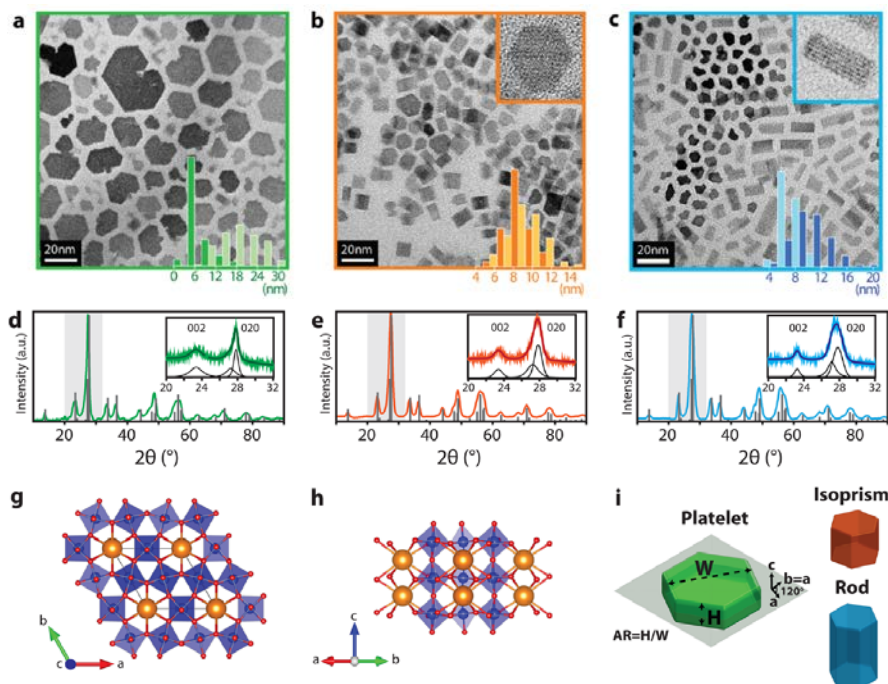 a
20nm
0 6 12 18 24 30
(nm)
b
20nm
4 6 8 10 12 14
(nm)
c
20nm
4 8 12 16 20
(nm)
d
Intensity (a.u.)
002 020
20 24 28 32
20 40 60 80
2θ (°)
e
Intensity (a.u.)
002 020
20 24 28 32
20 40 60 80
2θ (°)
f
Intensity (a.u.)
002 020
20 24 28 32
20 40 60 80
2θ (°)
g
b
c
a
h
c
a
b
i
Platelet
W
H
c
b=a
120°
a
AR=H/W
Isoprism
Rod